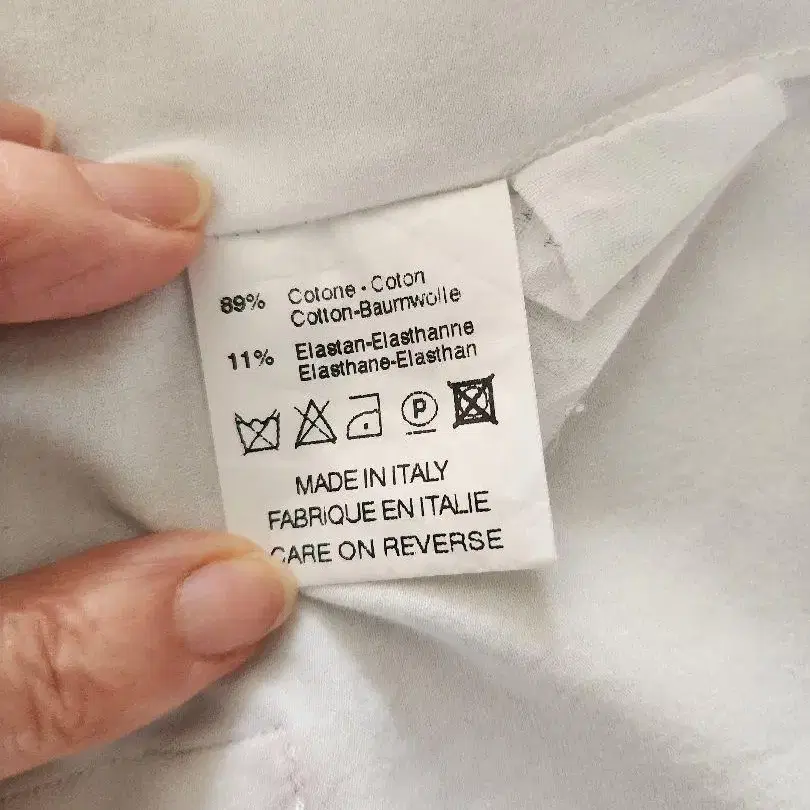 89% Cotone • Coton
Cotton-Baumwolle
11% Elastan-Elasthanne
Elasthane-Elasthan
P
MADE IN ITALY
FABRIQUE EN ITALIE
CARE ON REVERSE